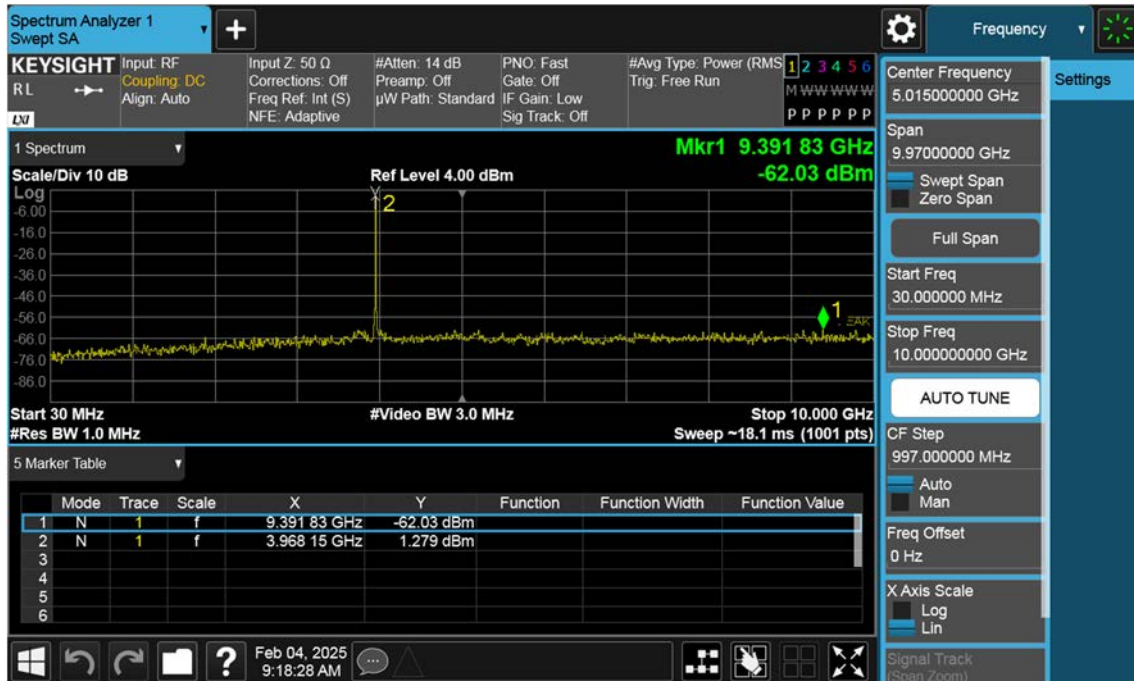 Spectrum Analyzer 1
Swept SA
+
Frequency
KEYSIGHT
RL
LXI
Input: RF
Coupling: DC
Align: Auto
Input Z: 50 Ω
Corrections: Off
Freq Ref: Int (S)
NFE: Adaptive
#Atten: 14 dB
Preamp: Off
µW Path: Standard
PNO: Fast
Gate: Off
IF Gain: Low
Sig Track: Off
#Avg Type: Power (RMS
Trig: Free Run
1 2 3 4 5 6
M W W W W W
P P P P P P
1 Spectrum
Mkr1 9.391 83 GHz
-62.03 dBm
Scale/Div 10 dB
Ref Level 4.00 dBm
Log
-6.00
-16.0
-26.0
-36.0
-46.0
-56.0
-66.0
-76.0
-86.0
2
1
Start 30 MHz
#Video BW 3.0 MHz
Stop 10.000 GHz
#Res BW 1.0 MHz
Sweep ~18.1 ms (1001 pts)
5 Marker Table
Mode Trace Scale X Y Function Function Width Function Value
1 N 1 f 9.391 83 GHz -62.03 dBm
2 N 1 f 3.968 15 GHz 1.279 dBm
3
4
5
6
Feb 04, 2025
9:18:28 AM
?
Center Frequency
5.015000000 GHz
Settings
Span
9.97000000 GHz
Swept Span
Zero Span
Full Span
Start Freq
30.000000 MHz
Stop Freq
10.000000000 GHz
AUTO TUNE
CF Step
997.000000 MHz
Auto
Man
Freq Offset
0 Hz
X Axis Scale
Log
Lin
Signal Track
(Span Zoom)